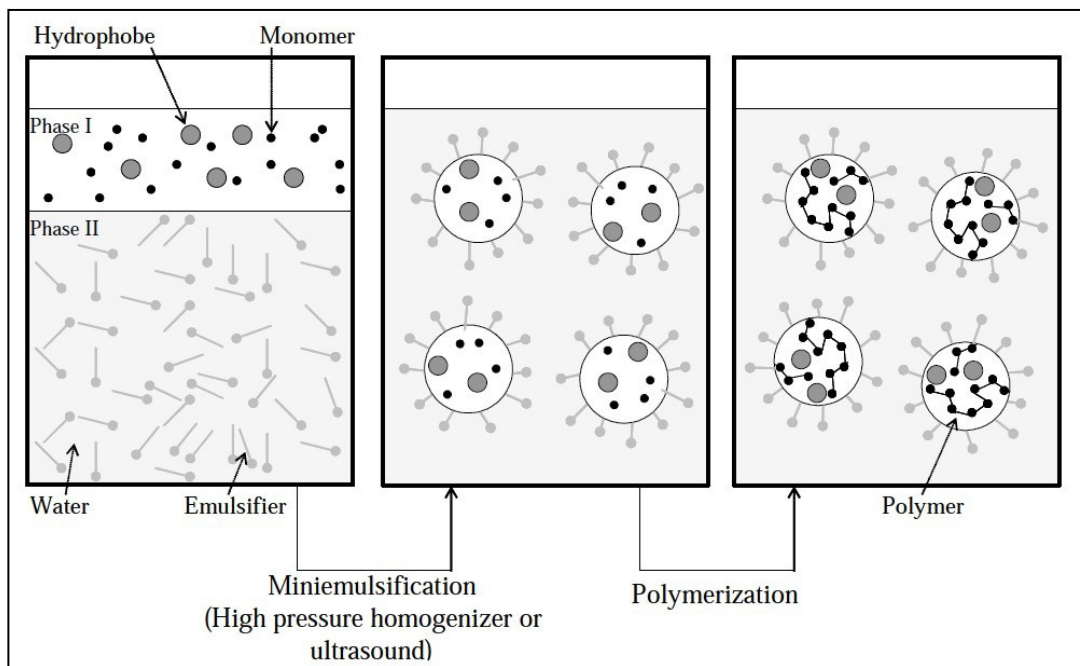 Hydrophobe
Monomer
Phase I
Phase II
Water
Emulsifier
Polymer
Miniemulsification
(High pressure homogenizer or
ultrasound)
Polymerization